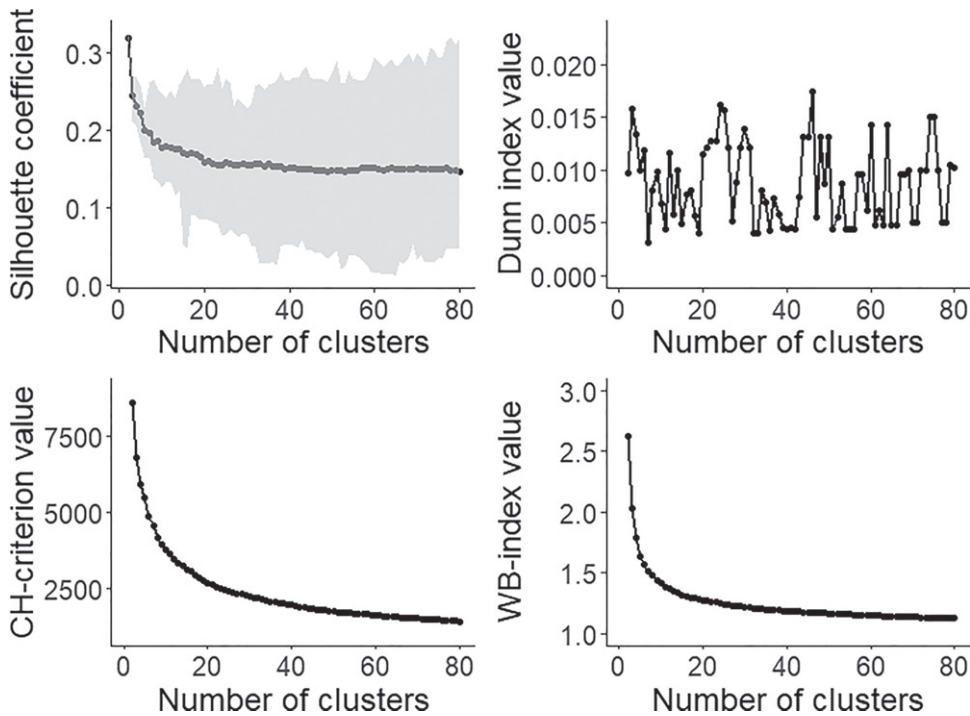 Silhouette coefficient
0.3
0.2
0.1
0.0
0 20 40 60 80
Number of clusters
Dunn index value
0.020
0.015
0.010
0.005
0.000
0 20 40 60 80
Number of clusters
CH-criterion value
7500
5000
2500
0 20 40 60 80
Number of clusters
WB-index value
3.0
2.5
2.0
1.5
1.0
0 20 40 60 80
Number of clusters